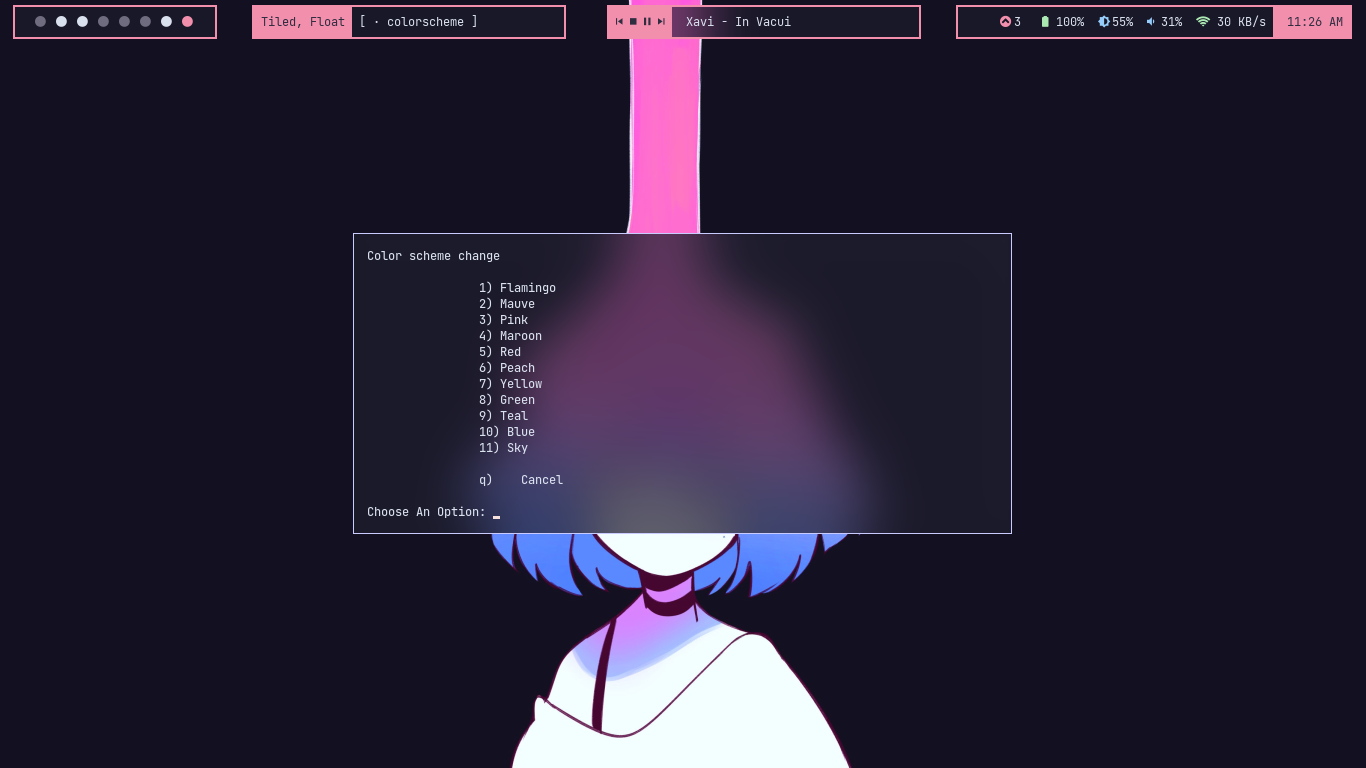 Tiled, Float [ · colorscheme ] Xavi - In Vacui 3 100% 55% 31% 30 KB/s 11:26 AM
Color scheme change
1) Flamingo
2) Mauve
3) Pink
4) Maroon
5) Red
6) Peach
7) Yellow
8) Green
9) Teal
10) Blue
11) Sky
q) Cancel
Choose An Option: